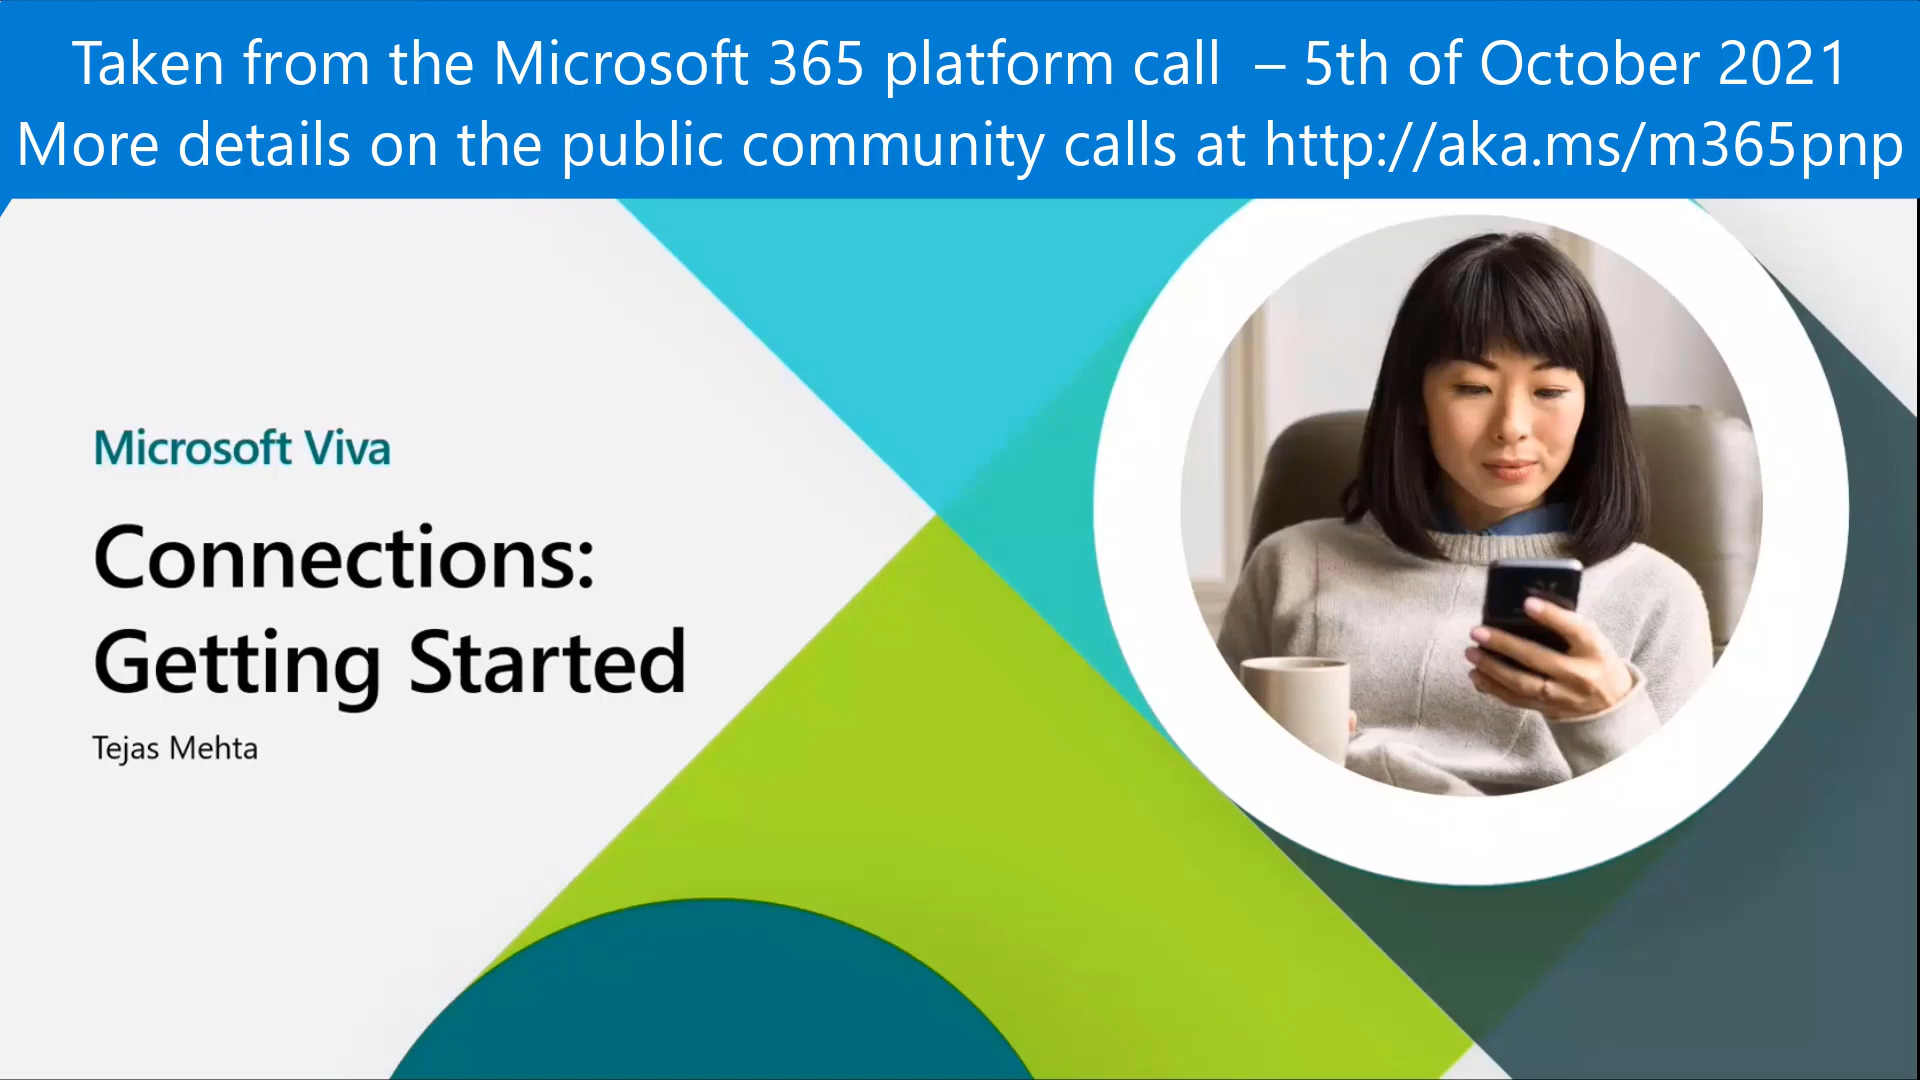 Taken from the Microsoft 365 platform call – 5th of October 2021
More details on the public community calls at http://aka.ms/m365pnp
Microsoft Viva
Connections:
Getting Started
Tejas Mehta